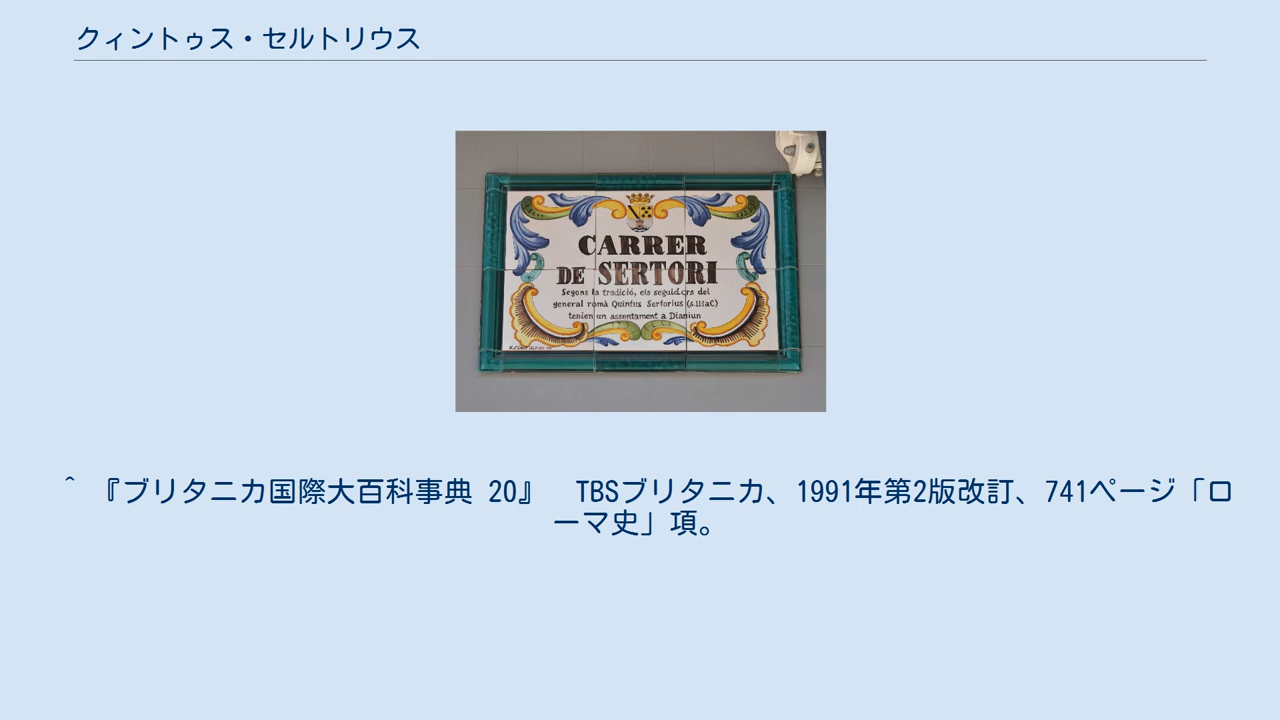 クィントゥス・セルトリウス
CARRER
DE SERTORI
Segons la tradició, els seguidors del
general romà Quintus Sertorius (s.IIIaC)
tenien un assentament a Dianiun
^ 『ブリタニカ国際大百科事典 20』　TBSブリタニカ、1991年第2版改訂、741ページ「ロ
ーマ史」項。